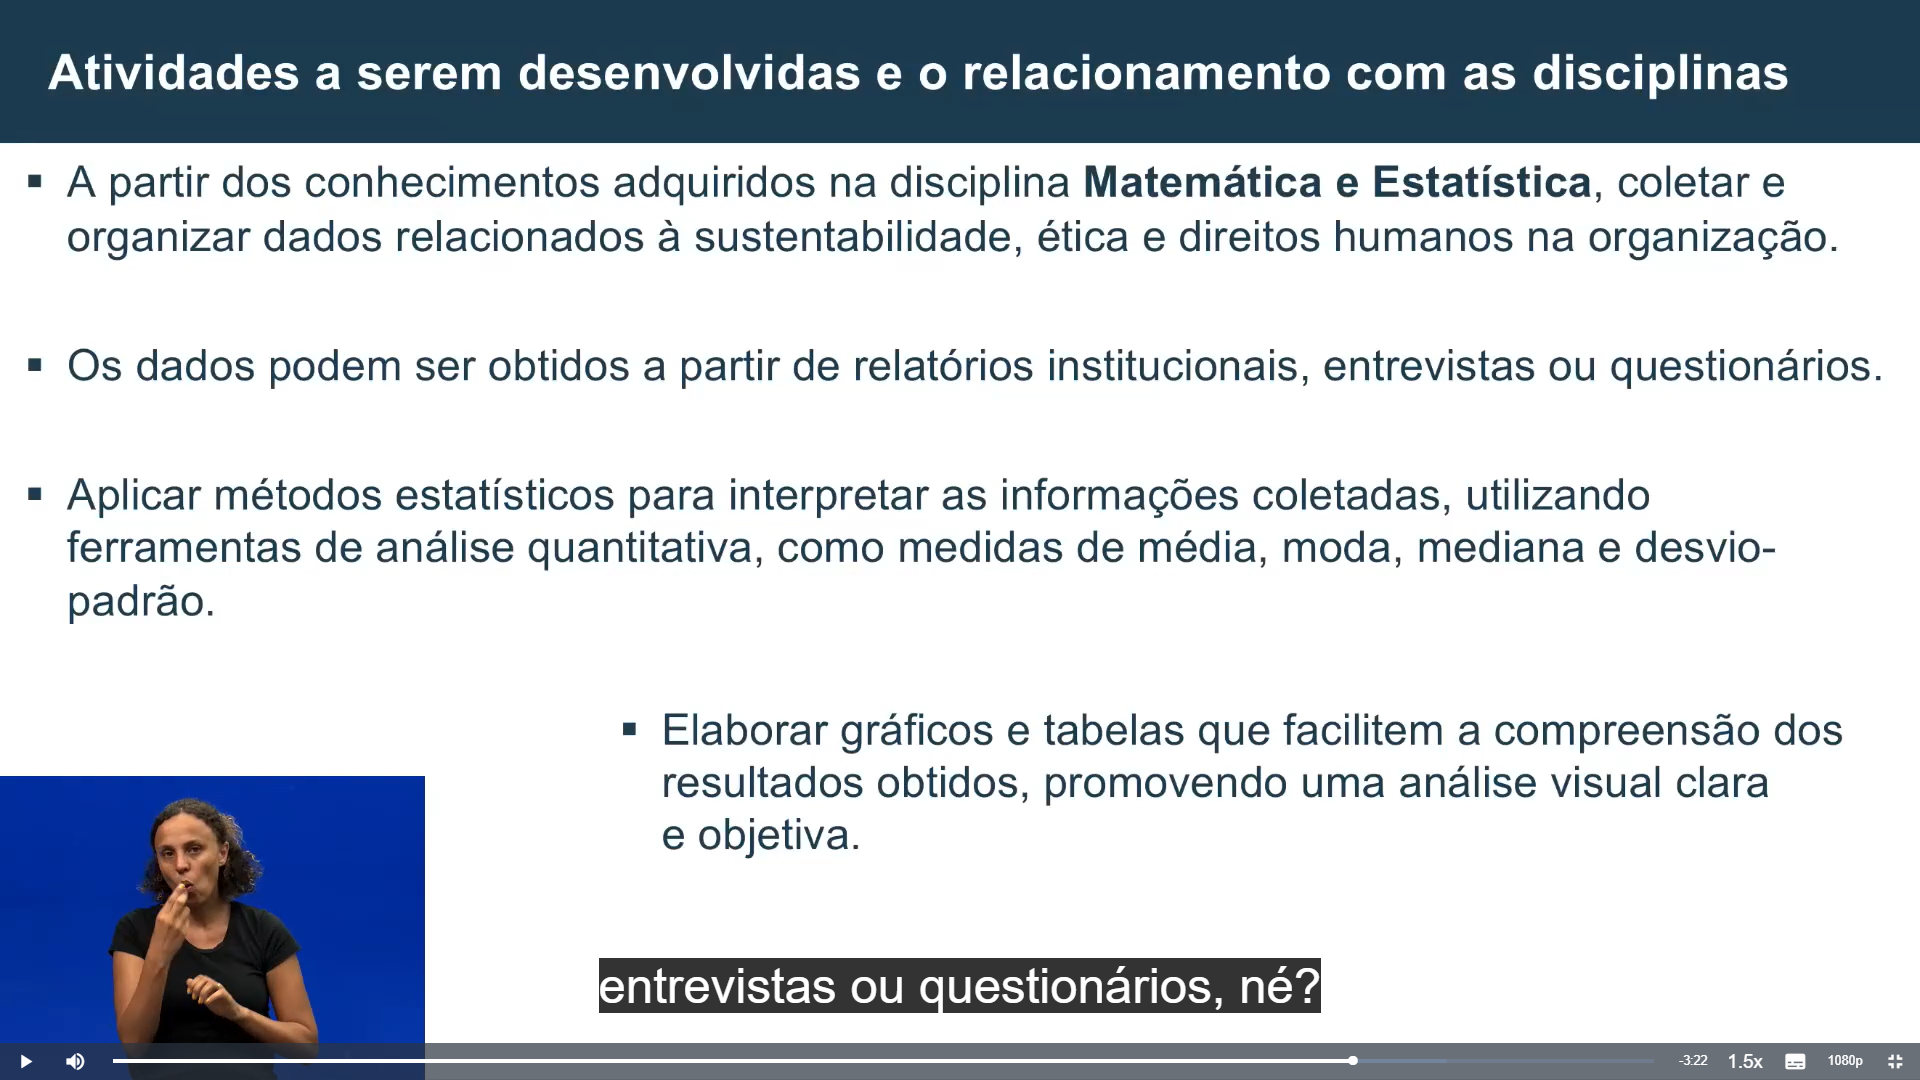 Atividades a serem desenvolvidas e o relacionamento com as disciplinas
▪ A partir dos conhecimentos adquiridos na disciplina Matemática e Estatística, coletar e
organizar dados relacionados à sustentabilidade, ética e direitos humanos na organização.
▪ Os dados podem ser obtidos a partir de relatórios institucionais, entrevistas ou questionários.
▪ Aplicar métodos estatísticos para interpretar as informações coletadas, utilizando
ferramentas de análise quantitativa, como medidas de média, moda, mediana e desvio-
padrão.
▪ Elaborar gráficos e tabelas que facilitem a compreensão dos
resultados obtidos, promovendo uma análise visual clara
e objetiva.
entrevistas ou questionários, né?
-3:22 1.5x 1080p